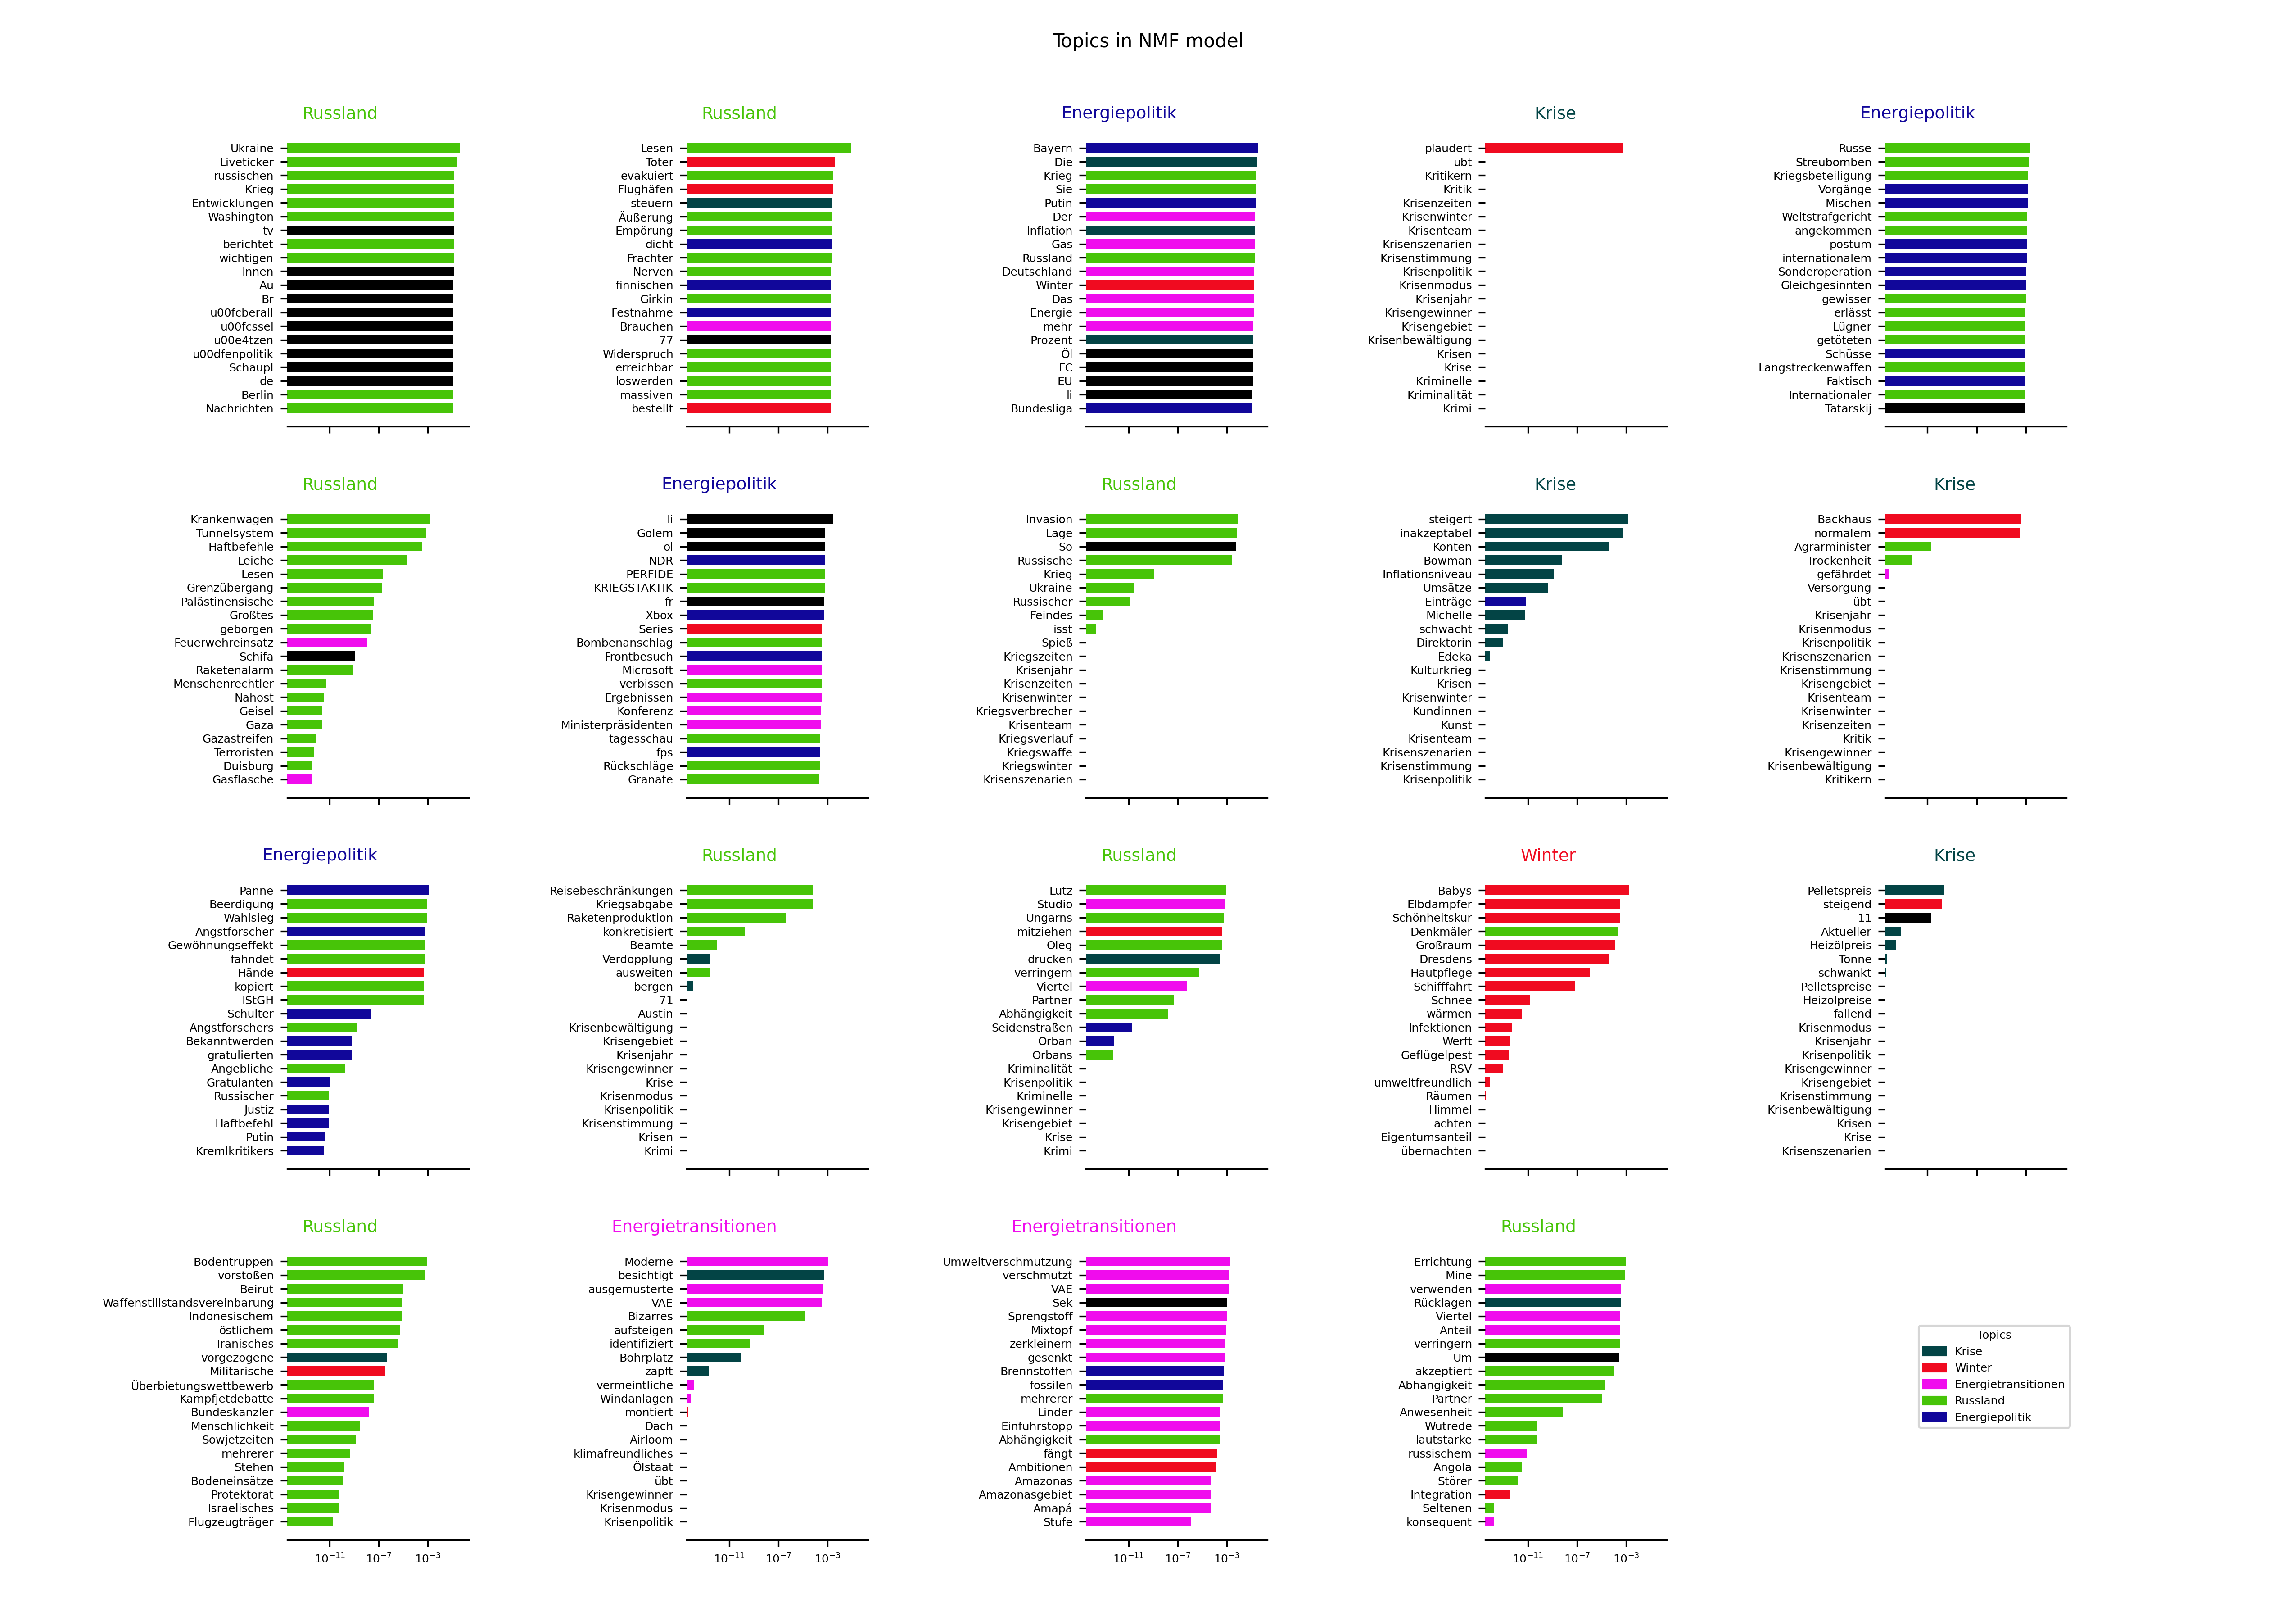 Topics in NMF model
Russland
Ukraine
Liveticker
russischen
Krieg
Entwicklungen
Washington
tv
berichtet
wichtigen
Innen
Au
Br
u00fcberall
u00fcssel
u00e4tzen
u00dfenpolitik
Schaupl
de
Berlin
Nachrichten
Russland
Lesen
Toter
evakuiert
Flughäfen
steuern
Äußerung
Empörung
dicht
Frachter
Nerven
finnischen
Girkin
Festnahme
Brauchen
77
Widerspruch
erreichbar
loswerden
massiven
bestellt
Energiepolitik
Bayern
Die
Krieg
Sie
Putin
Der
Inflation
Gas
Russland
Deutschland
Winter
Das
Energie
mehr
Prozent
Öl
FC
EU
li
Bundesliga
Krise
plaudert
übt
Kritikern
Kritik
Krisenzeiten
Krisenwinter
Krisenteam
Krisenszenarien
Krisenstimmung
Krisenpolitik
Krisenmodus
Krisenjahr
Krisengewinner
Krisengebiet
Krisenbewältigung
Krisen
Krise
Kriminelle
Kriminalität
Krimi
Energiepolitik
Russe
Streubomben
Kriegsbeteiligung
Vorgänge
Mischen
Weltstrafgericht
angekommen
postum
internationalem
Sonderoperation
Gleichgesinnten
gewisser
erlässt
Lügner
getöteten
Schüsse
Langstreckenwaffen
Faktisch
Internationaler
Tatarskij
Russland
Krankenwagen
Tunnelsystem
Haftbefehle
Leiche
Lesen
Grenzübergang
Palästinensische
Größtes
geborgen
Feuerwehreinsatz
Schifa
Raketenalarm
Menschenrechtler
Nahost
Geisel
Gaza
Gazastreifen
Terroristen
Duisburg
Gasflasche
Energiepolitik
li
Golem
ol
NDR
PERFIDE
KRIEGSTAKTIK
fr
Xbox
Series
Bombenanschlag
Frontbesuch
Microsoft
verbissen
Ergebnissen
Konferenz
Ministerpräsidenten
tagesschau
fps
Rückschläge
Granate
Russland
Invasion
Lage
So
Russische
Krieg
Ukraine
Russischer
Feindes
isst
Spieß
Kriegszeiten
Krisenjahr
Krisenzeiten
Krisenwinter
Kriegsverbrecher
Krisenteam
Kriegsverlauf
Kriegswaffe
Kriegswinter
Krisenszenarien
Krise
steigert
inakzeptabel
Konten
Bowman
Inflationsniveau
Umsätze
Einträge
Michelle
schwächt
Direktorin
Edeka
Kulturkrieg
Krisen
Krisenwinter
Kundinnen
Kunst
Krisenteam
Krisenszenarien
Krisenstimmung
Krisenpolitik
Krise
Backhaus
normalem
Agrarminister
Trockenheit
gefährdet
Versorgung
übt
Krisenjahr
Krisenmodus
Krisenpolitik
Krisenszenarien
Krisenstimmung
Krisengebiet
Krisenteam
Krisenwinter
Krisenzeiten
Kritik
Krisengewinner
Krisenbewältigung
Kritikern
Energiepolitik
Panne
Beerdigung
Wahlsieg
Angstforscher
Gewöhnungseffekt
fahndet
Hände
kopiert
IStGH
Schulter
Angstforschers
Bekanntwerden
gratulierten
Angebliche
Gratulanten
Russischer
Justiz
Haftbefehl
Putin
Kremlkritikers
Russland
Reisebeschränkungen
Kriegsabgabe
Raketenproduktion
konkretisiert
Beamte
Verdopplung
ausweiten
bergen
71
Austin
Krisenbewältigung
Krisengebiet
Krisenjahr
Krisengewinner
Krise
Krisenmodus
Krisenpolitik
Krisenstimmung
Krisen
Krimi
Russland
Lutz
Studio
Ungarns
mitziehen
Oleg
drücken
verringern
Viertel
Partner
Abhängigkeit
Seidenstraßen
Orban
Orbans
Kriminalität
Krisenpolitik
Kriminelle
Krisengewinner
Krisengebiet
Krise
Krimi
Winter
Babys
Elbdampfer
Schönheitskur
Denkmäler
Großraum
Dresdens
Hautpflege
Schifffahrt
Schnee
wärmen
Infektionen
Werft
Geflügelpest
RSV
umweltfreundlich
Räumen
Himmel
achten
Eigentumsanteil
übernachten
Krise
Pelletspreis
steigend
11
Aktueller
Heizölpreis
Tonne
schwankt
Pelletspreise
Heizölpreise
fallend
Krisenmodus
Krisenjahr
Krisenpolitik
Krisengewinner
Krisengebiet
Krisenstimmung
Krisenbewältigung
Krisen
Krise
Krisenszenarien
Russland
Bodentruppen
vorstoßen
Beirut
Waffenstillstandsvereinbarung
Indonesischem
östlichem
Iranisches
vorgezogene
Militärische
Überbietungswettbewerb
Kampfjetdebatte
Bundeskanzler
Menschlichkeit
Sowjetzeiten
mehrerer
Stehen
Bodeneinsätze
Protektorat
Israelisches
Flugzeugträger
10⁻¹¹ 10⁻⁷ 10⁻³
Energietransitionen
Moderne
besichtigt
ausgemusterte
VAE
Bizarres
aufsteigen
identifiziert
Bohrplatz
zapft
vermeintliche
Windanlagen
montiert
Dach
Airloom
klimafreundliches
Ölstaat
übt
Krisengewinner
Krisenmodus
Krisenpolitik
10⁻¹¹ 10⁻⁷ 10⁻³
Energietransitionen
Umweltverschmutzung
verschmutzt
VAE
Sek
Sprengstoff
Mixtopf
zerkleinern
gesenkt
Brennstoffen
fossilen
mehrerer
Linder
Einfuhrstopp
Abhängigkeit
fängt
Ambitionen
Amazonas
Amazonasgebiet
Amapá
Stufe
10⁻¹¹ 10⁻⁷ 10⁻³
Russland
Errichtung
Mine
verwenden
Rücklagen
Viertel
Anteil
verringern
Um
akzeptiert
Abhängigkeit
Partner
Anwesenheit
Wutrede
lautstarke
russischem
Angola
Störer
Integration
Seltenen
konsequent
10⁻¹¹ 10⁻⁷ 10⁻³
Topics
Krise
Winter
Energietransitionen
Russland
Energiepolitik